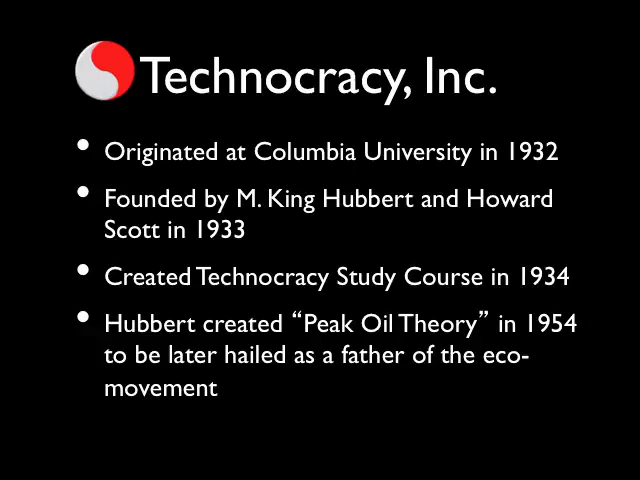 Technocracy, Inc.
• Originated at Columbia University in 1932
• Founded by M. King Hubbert and Howard
Scott in 1933
• Created Technocracy Study Course in 1934
• Hubbert created “Peak Oil Theory” in 1954
to be later hailed as a father of the eco-
movement